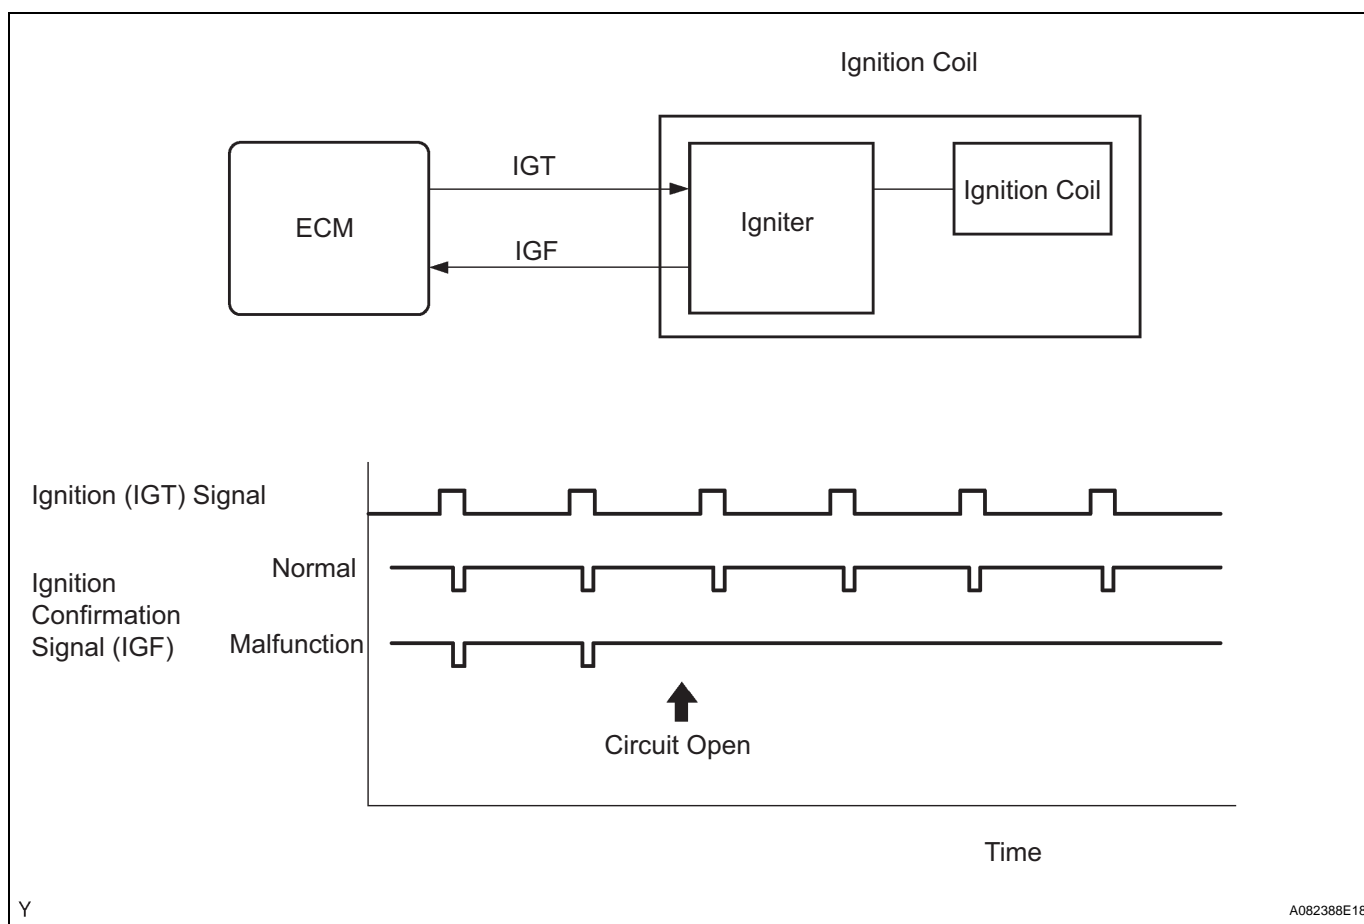 Ignition Coil
ECM
IGT
IGF
Igniter
Ignition Coil
Ignition (IGT) Signal
Ignition
Confirmation
Signal (IGF)
Normal
Malfunction
Circuit Open
Time
Y
A082388E18